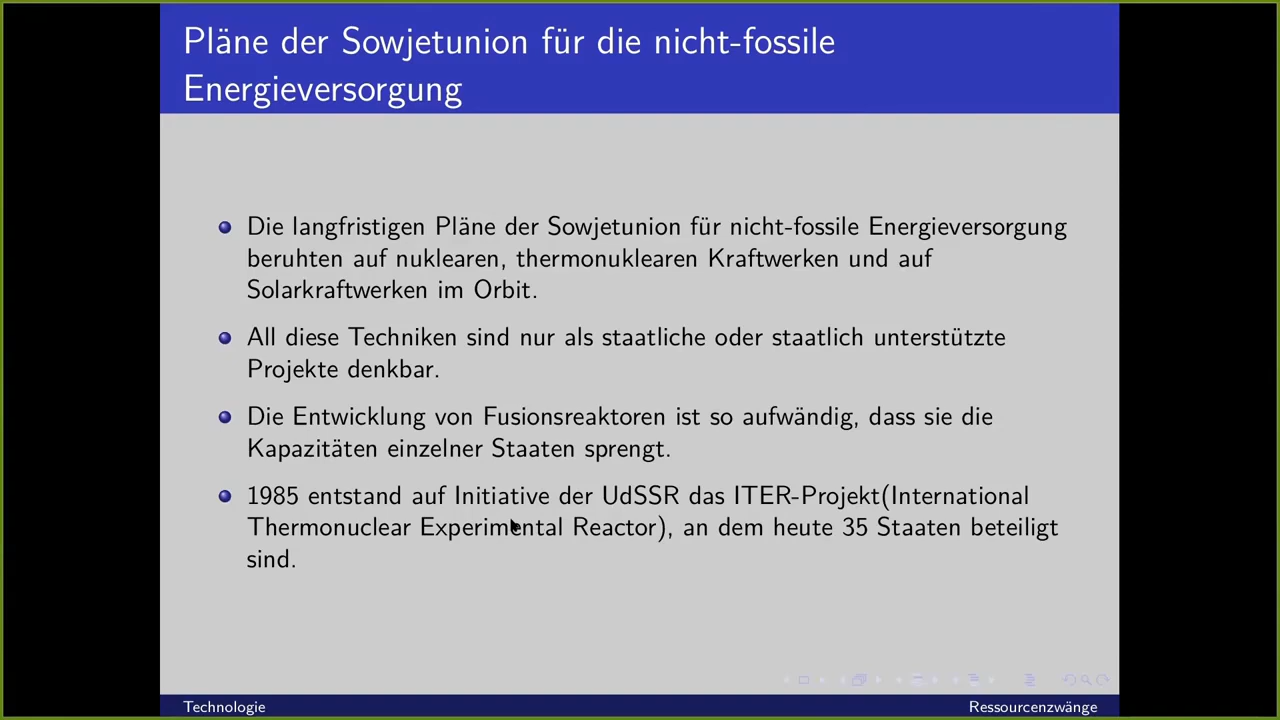 Pläne der Sowjetunion für die nicht-fossile
Energieversorgung
Die langfristigen Pläne der Sowjetunion für nicht-fossile Energieversorgung
beruhten auf nuklearen, thermonuklearen Kraftwerken und auf
Solarkraftwerken im Orbit.
All diese Techniken sind nur als staatliche oder staatlich unterstützte
Projekte denkbar.
Die Entwicklung von Fusionsreaktoren ist so aufwändig, dass sie die
Kapazitäten einzelner Staaten sprengt.
1985 entstand auf Initiative der UdSSR das ITER-Projekt(International
Thermonuclear Experimental Reactor), an dem heute 35 Staaten beteiligt
sind.
Technologie
Ressourcenzwänge